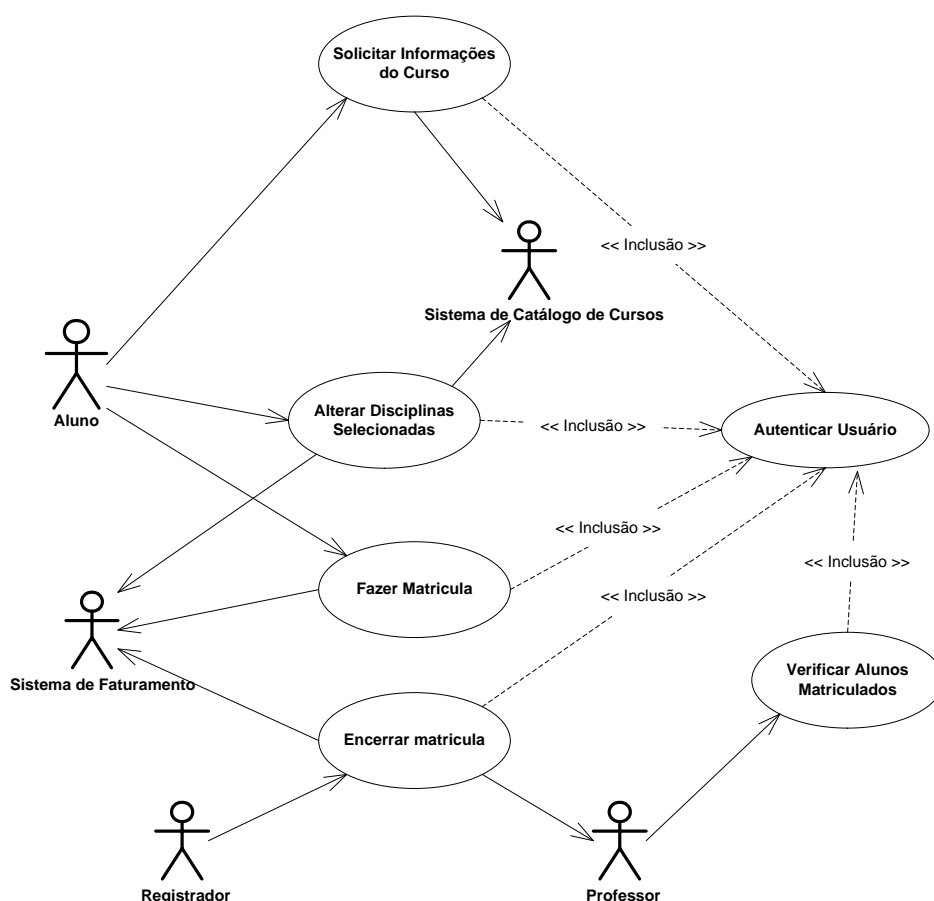 Solicitar Informações
do Curso
<< Inclusão >>
Sistema de Catálogo de Cursos
Aluno
Alterar Disciplinas
Selecionadas
<< Inclusão >>
Autenticar Usuário
<< Inclusão >>
<< Inclusão >>
<< Inclusão >>
Fazer Matricula
Sistema de Faturamento
Verificar Alunos
Matriculados
Encerrar matricula
Registrador
Professor